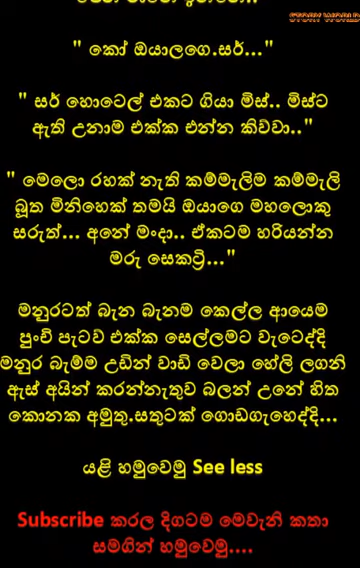 STORY WORLD
" කෝ ඔයාලගෙ.සර්..."
" සර් හොටෙල් එකට ගියා මිස්.. මිස්ට
ඇති උනාම එක්ක එන්න කිව්වා.."
" මෙලො රහක් නැති කම්මැලිම කම්මැලි
බූත මිනිහෙක් තමයි ඔයාගෙ මහලොකු
සරුත්... අනේ මංදා.. ඒකටම හරියන්න
මරු සෙකට්‍රි..."
මනුරටත් බැන බැනම කෙල්ල ආයෙම
පුංචි පැටව් එක්ක සෙල්ලමට වැටෙද්දි
මනුර බැම්ම උඩින් වාඩි වෙලා හේලි ලගනි
ඇස් අයින් කරන්නැතුව බලන් උනේ හිත
කොනක අමුතු.සතුටක් ගොඩගැහෙද්දි...
යළි හමුවෙමු See less
Subscribe කරල දිගටම මෙවැනි කතා
සමගින් හමුවෙමු....